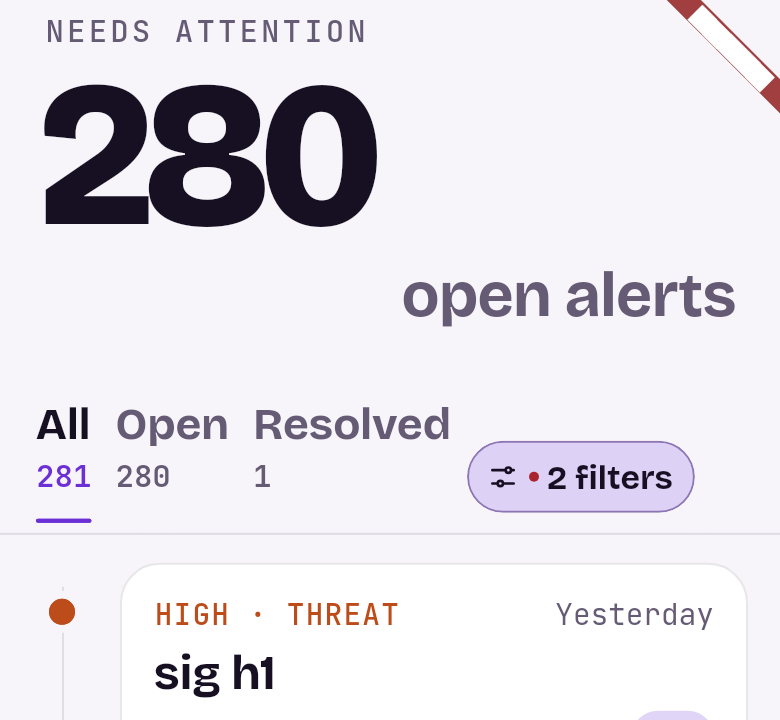 NEEDS ATTENTION
280
open alerts
All Open Resolved
281 280 1
2 filters
HIGH · THREAT Yesterday
sig h1